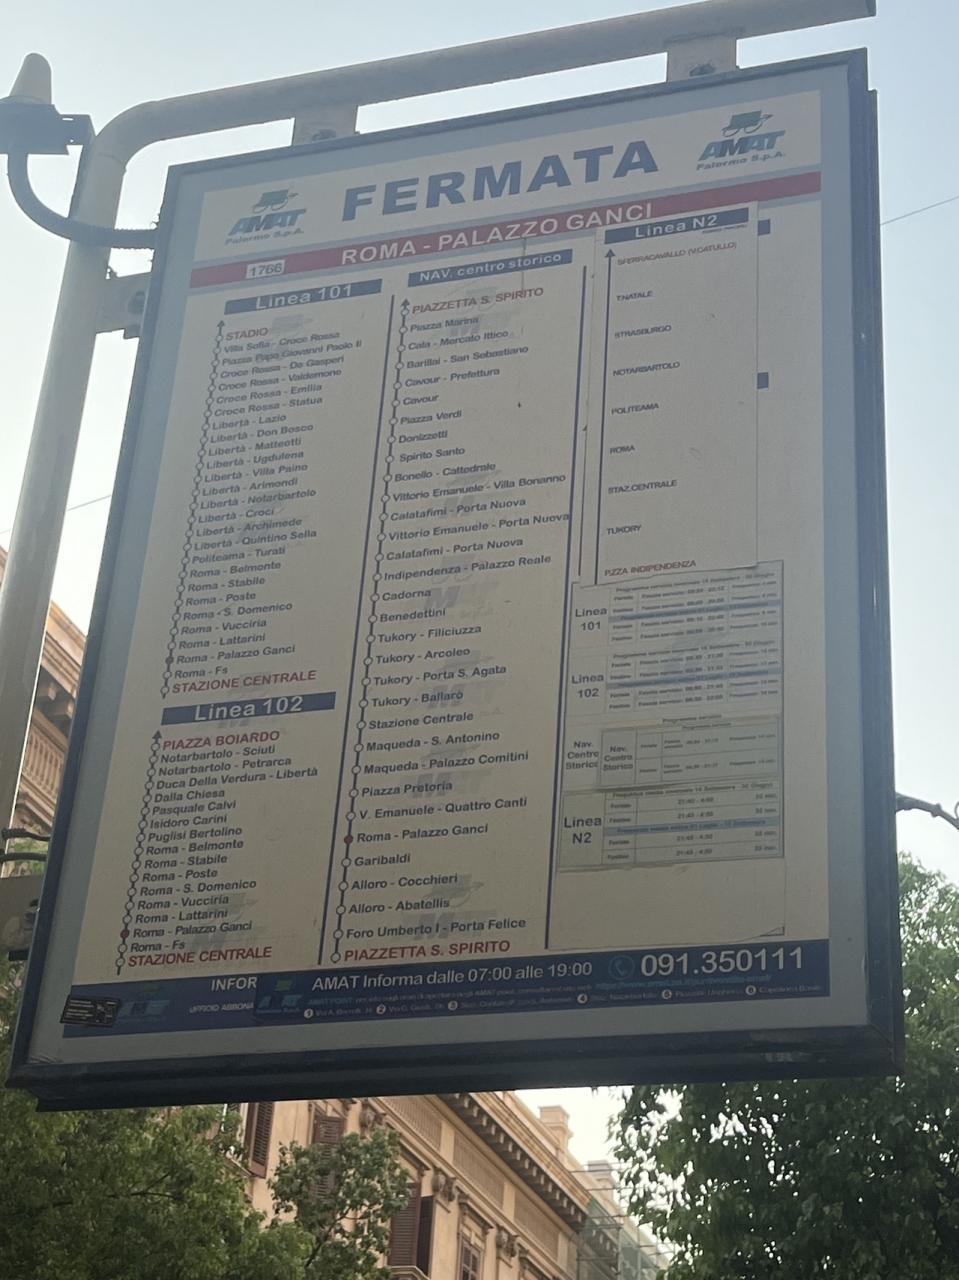 AMAT
Palermo S.p.A.
FERMATA
AMAT
Palermo S.p.A.
1766
ROMA - PALAZZO GANCI
Linea 101
STADIO
Villa Sofia - Croce Rossa
Piazza Papa Giovanni Paolo II
Croce Rossa - De Gasperi
Croce Rossa - Valdemone
Croce Rossa - Emilia
Croce Rossa - Statua
Libertà - Lazio
Libertà - Don Bosco
Libertà - Matteotti
Libertà - Ugdulena
Libertà - Villa Paino
Libertà - Arimondi
Libertà - Notarbartolo
Libertà - Croci
Libertà - Archimede
Libertà - Quintino Sella
Politeama - Turati
Roma - Belmonte
Roma - Stabile
Roma - Poste
Roma - S. Domenico
Roma - Vucciria
Roma - Lattarini
Roma - Palazzo Ganci
Roma - Fs
STAZIONE CENTRALE
Linea 102
PIAZZA BOIARDO
Notarbartolo - Sciuti
Notarbartolo - Petrarca
Duca Della Verdura - Libertà
Dalla Chiesa
Pasquale Calvi
Isidoro Carini
Puglisi Bertolino
Roma - Belmonte
Roma - Stabile
Roma - Poste
Roma - S. Domenico
Roma - Vucciria
Roma - Lattarini
Roma - Palazzo Ganci
Roma - Fs
STAZIONE CENTRALE
NAV. centro storico
PIAZZETTA S. SPIRITO
Piazza Marina
Cala - Mercato Ittico
Barillai - San Sebastiano
Cavour - Prefettura
Cavour
Piazza Verdi
Donizzetti
Spirito Santo
Bonello - Cattedrale
Vittorio Emanuele - Villa Bonanno
Calatafimi - Porta Nuova
Vittorio Emanuele - Porta Nuova
Calatafimi - Porta Nuova
Indipendenza - Palazzo Reale
Cadorna
Benedettini
Tukory - Filiciuzza
Tukory - Arcoleo
Tukory - Porta S. Agata
Tukory - Ballarò
Stazione Centrale
Maqueda - S. Antonino
Maqueda - Palazzo Comitini
Piazza Pretoria
V. Emanuele - Quattro Canti
Roma - Palazzo Ganci
Garibaldi
Alloro - Cocchieri
Alloro - Abatellis
Foro Umberto I - Porta Felice
PIAZZETTA S. SPIRITO
Linea N2
SFERRACAVALLO (V.CATULLO)
T.NATALE
STRASBURGO
NOTARBARTOLO
POLITEAMA
ROMA
STAZ.CENTRALE
TUKORY
P.ZZA INDIPENDENZA
Linea
101
Linea
102
Nav.
Centro
Storico
Nav.
Centro
Storico
Linea
N2
Feriale 21:40 - 4:50
INFOR
AMAT Informa dalle 07:00 alle 19:00
091.350111
UFFICIO ABBONA
AMAT POINT